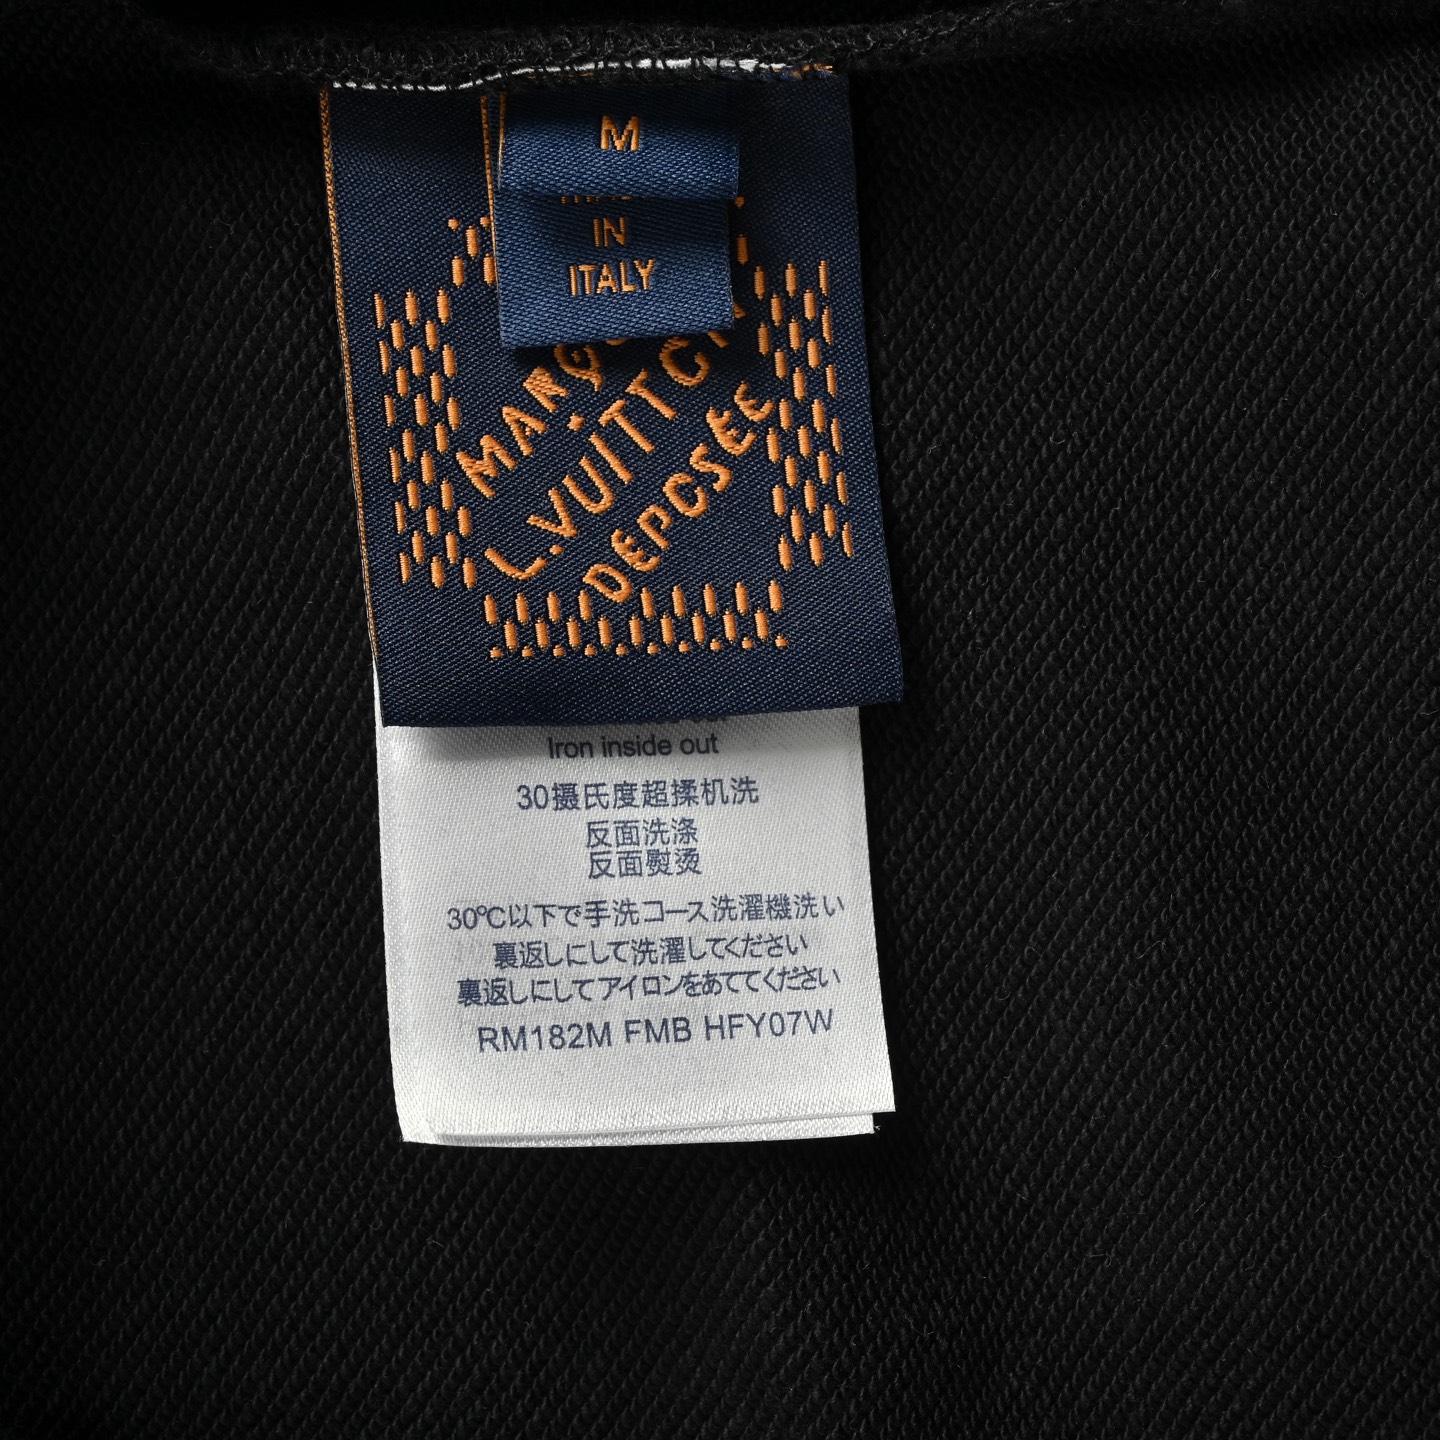 M
IN
ITALY
L.VUITTON
DEPCSÉE
Iron inside out
30摄氏度超揉机洗
反面洗涤
反面熨烫
30℃以下で手洗コース洗濯機洗い
裏返しにして洗濯してください
裏返しにしてアイロンをあててください
RM182M FMB HFY07W